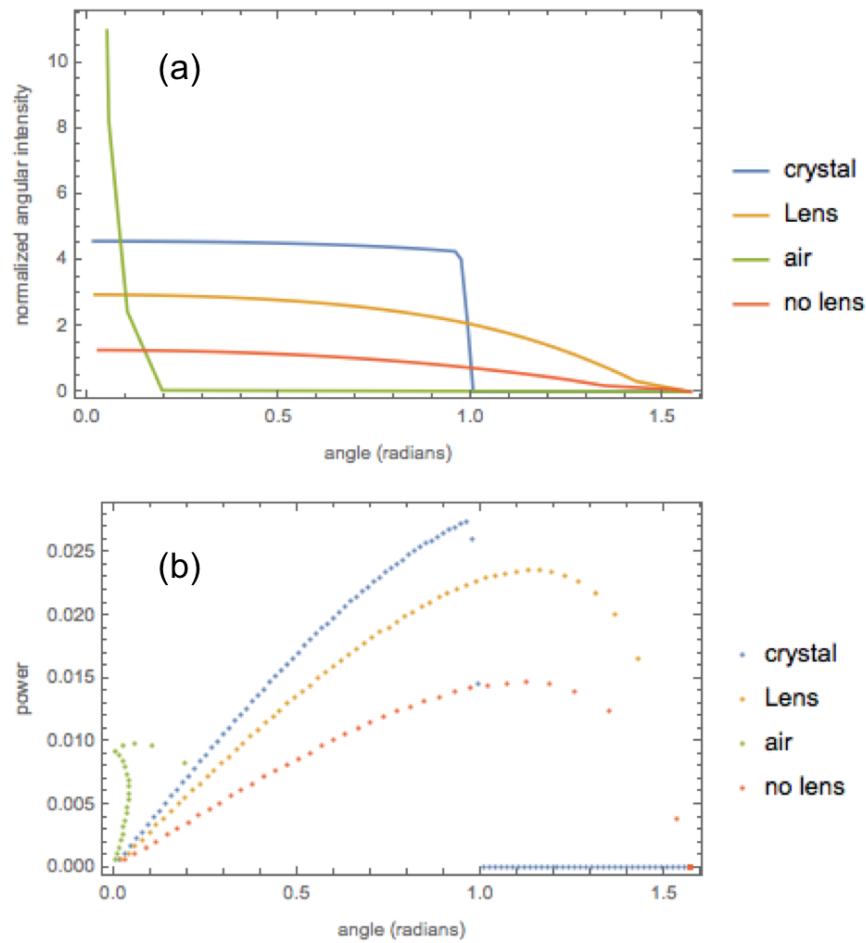 (a)
normalized angular intensity
10
8
6
4
2
0
0.0 0.5 1.0 1.5
angle (radians)
crystal
Lens
air
no lens
(b)
power
0.025
0.020
0.015
0.010
0.005
0.000
0.0 0.5 1.0 1.5
angle (radians)
crystal
Lens
air
no lens